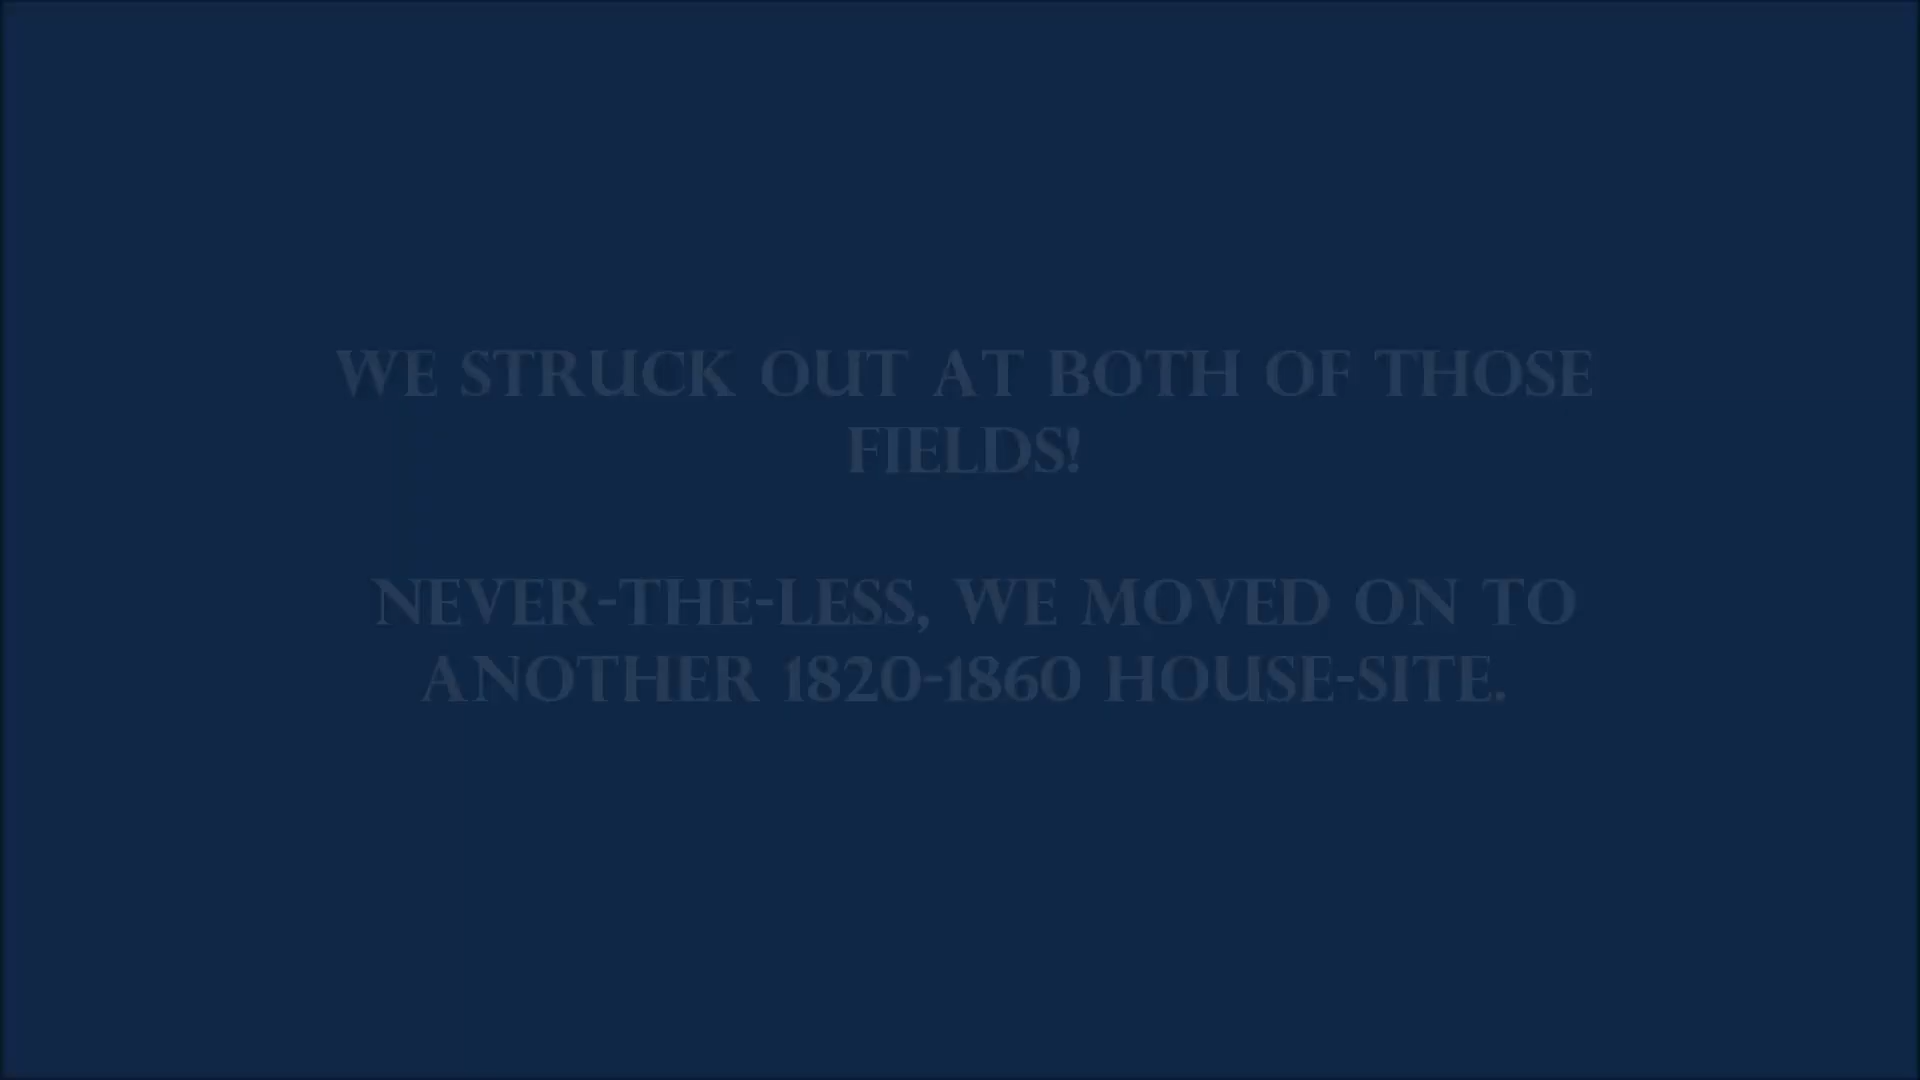 WE STRUCK OUT AT BOTH OF THOSE
FIELDS!
NEVER-THE-LESS, WE MOVED ON TO
ANOTHER 1820-1860 HOUSE-SITE.